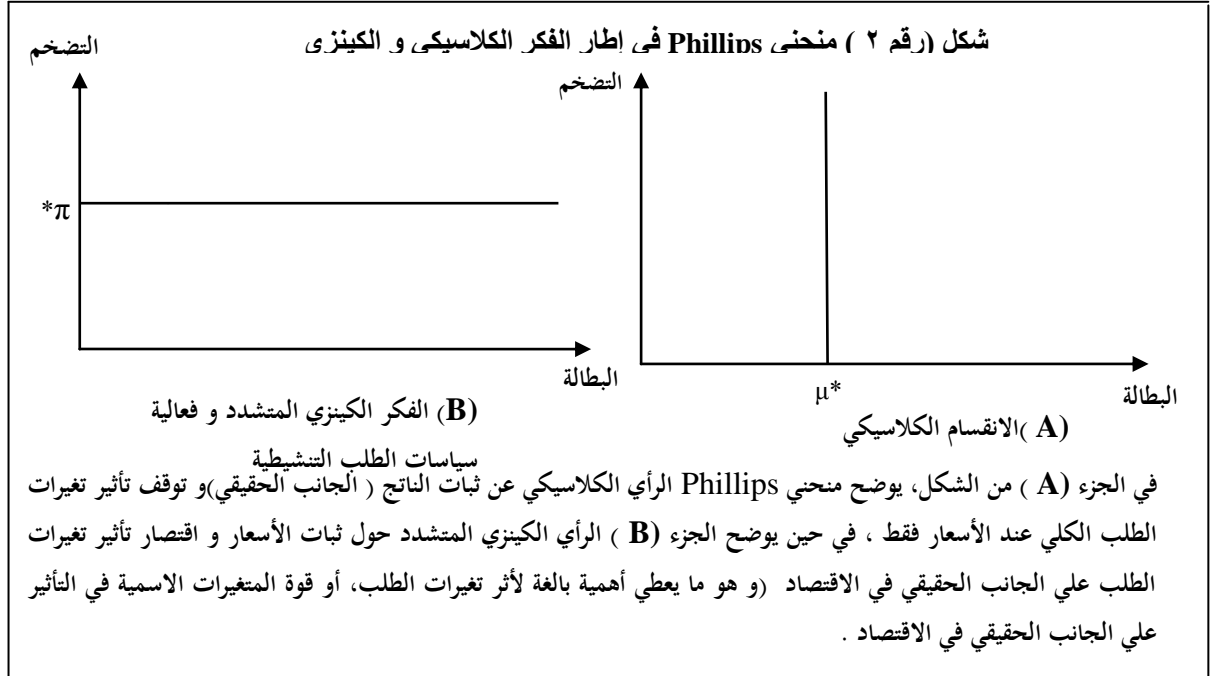 شكل (رقم ٢ ) منحنى Phillips في إطار الفكر الكلاسيكي و الكينزي
التضخم
التضخم
*π
البطالة
μ*
البطالة
(A )الانقسام الكلاسيكي
(B) الفكر الكينزي المتشدد و فعالية
سياسات الطلب التنشيطية
في الجزء (A ) من الشكل، يوضح منحني Phillips الرأي الكلاسيكي عن ثبات الناتج ( الجانب الحقيقي)و توقف تأثير تغيرات
الطلب الكلي عند الأسعار فقط ، في حين يوضح الجزء (B ) الرأي الكينزي المتشدد حول ثبات الأسعار و اقتصار تأثير تغيرات
الطلب علي الجانب الحقيقي في الاقتصاد (و هو ما يعطي أهمية بالغة لأثر تغيرات الطلب، أو قوة المتغيرات الاسمية في التأثير
علي الجانب الحقيقي في الاقتصاد .